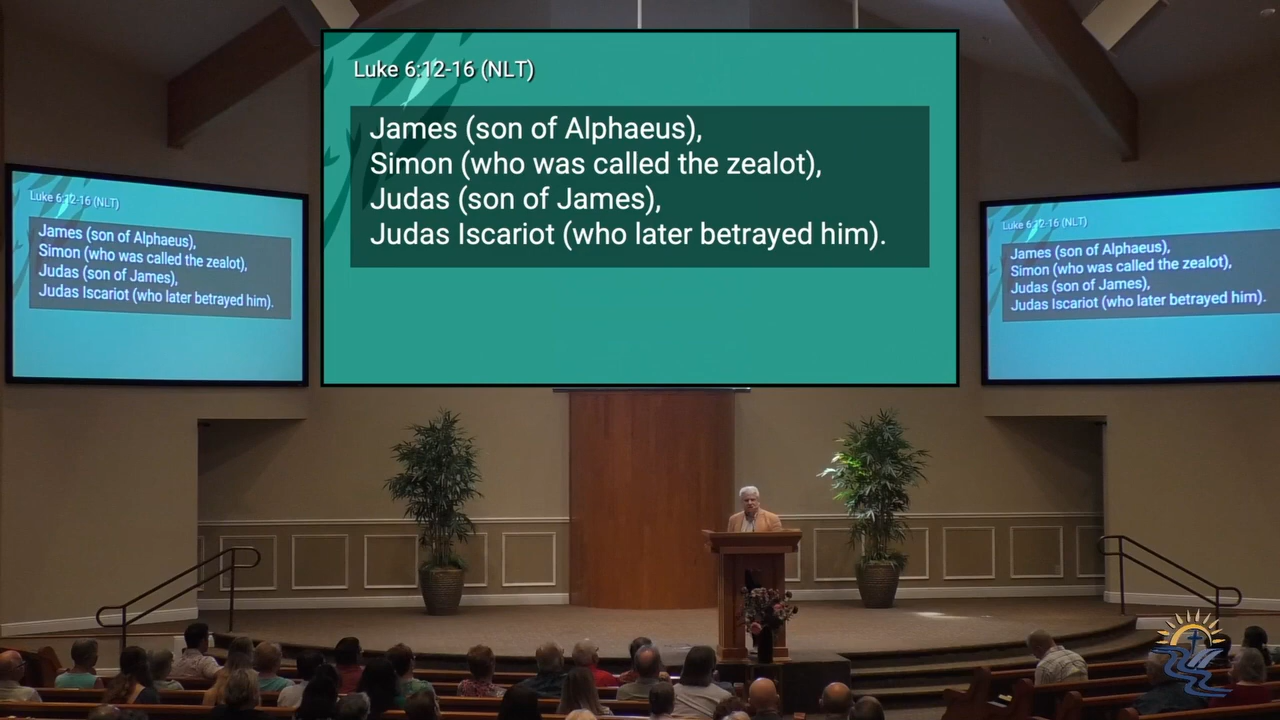 Luke 6:12-16 (NLT)
James (son of Alphaeus),
Simon (who was called the zealot),
Judas (son of James),
Judas Iscariot (who later betrayed him).
Luke 6:12-16 (NLT)
James (son of Alphaeus),
Simon (who was called the zealot),
Judas (son of James),
Judas Iscariot (who later betrayed him).
Luke 6:12-16 (NLT)
James (son of Alphaeus),
Simon (who was called the zealot),
Judas (son of James),
Judas Iscariot (who later betrayed him).